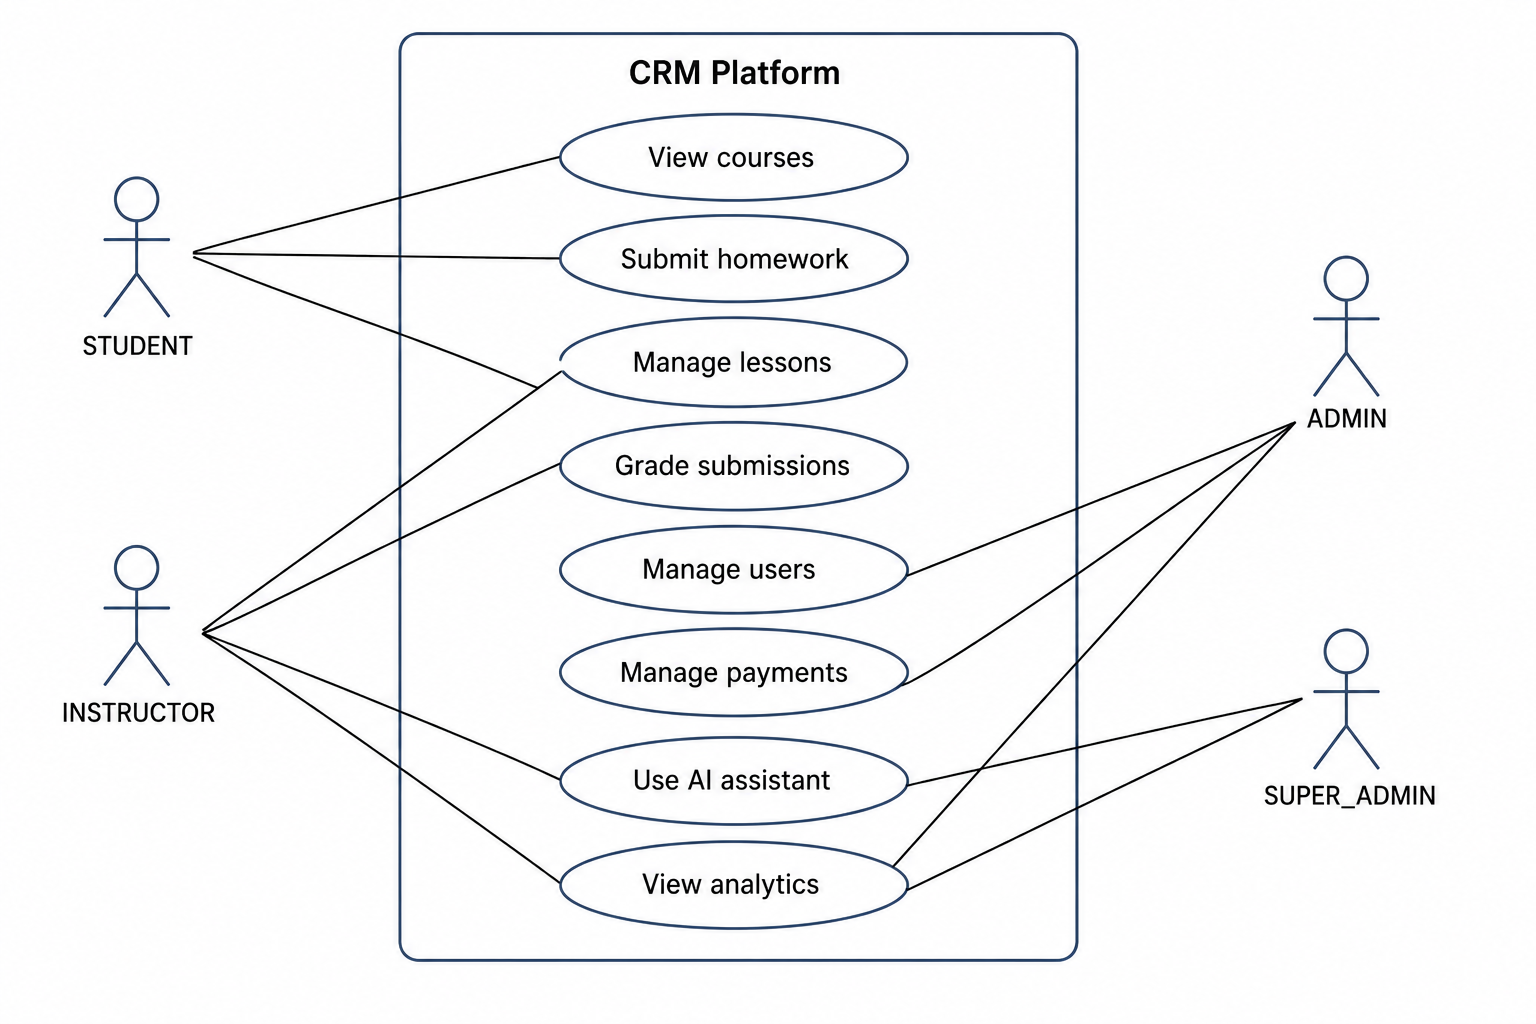 CRM Platform
View courses
Submit homework
STUDENT
Manage lessons
ADMIN
Grade submissions
Manage users
Manage payments
INSTRUCTOR
Use AI assistant
SUPER_ADMIN
View analytics